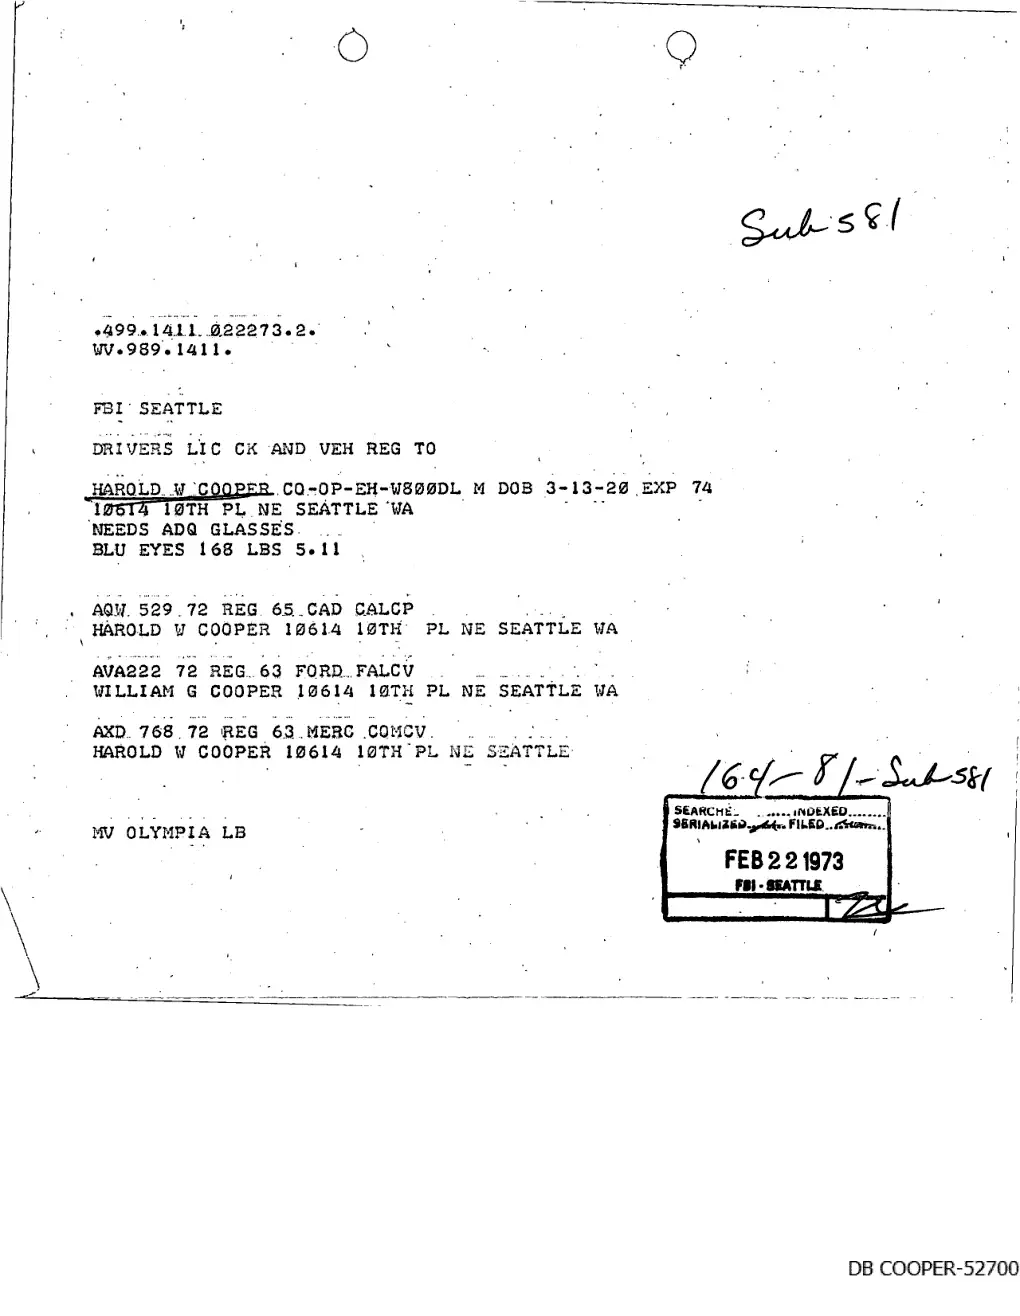 Sub 581
.499.1411.022273.2.
WV.989.1411.
FBI SEATTLE
DRIVERS LIC CK AND VEH REG TO
HAROLD W COOPER CO-OP-EH-W800DL M DOB 3-13-20 EXP 74
10614 10TH PL NE SEATTLE WA
NEEDS ADQ GLASSES
BLU EYES 168 LBS 5.11
AQW 529 72 REG 65 CAD CALCP
HAROLD W COOPER 10614 10TH PL NE SEATTLE WA
AVA222 72 REG 63 FORD FALCV
WILLIAM G COOPER 10614 10TH PL NE SEATTLE WA
AXD 768 72 REG 63 MERC COMCV.
HAROLD W COOPER 10614 10TH PL NE SEATTLE
MV OLYMPIA LB
164-81-Sub 581
SEARCHED ...... INDEXED........
SERIALIZED FILED
FEB 22 1973
FBI - SEATTLE
DB COOPER-52700